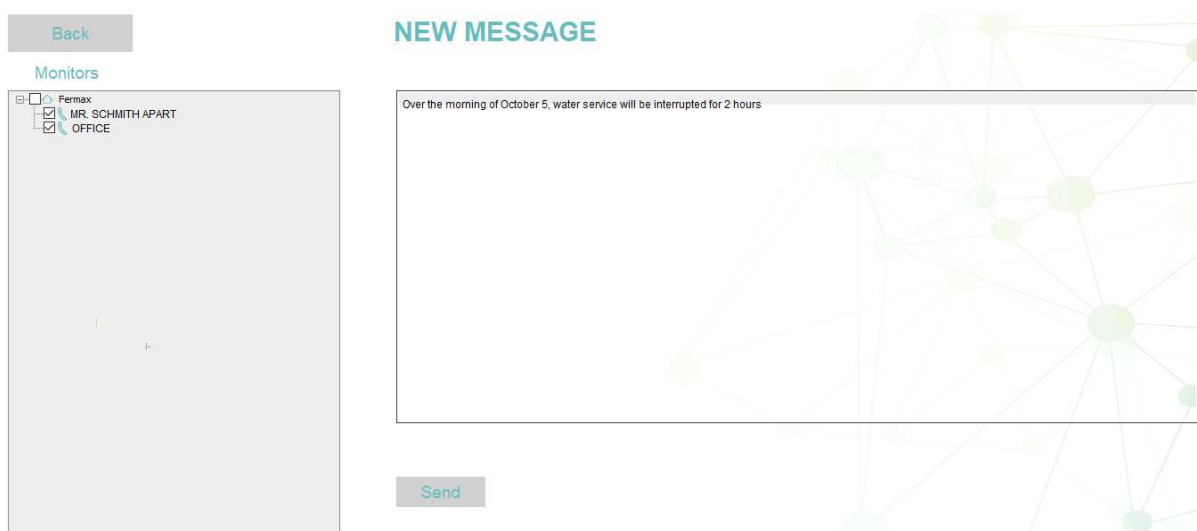 Back
NEW MESSAGE
Monitors
Fermax
MR. SCHMITH APART
OFFICE
Over the morning of October 5, water service will be interrupted for 2 hours
Send